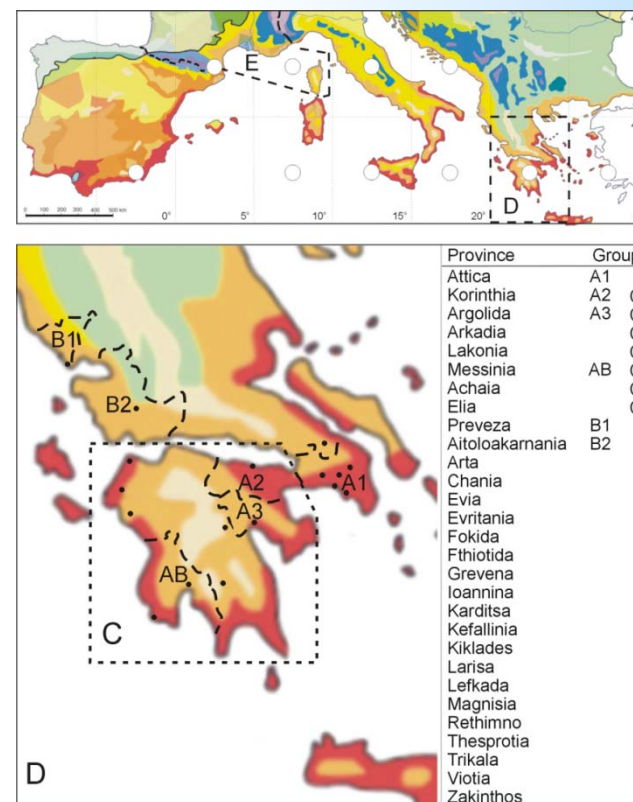 E
D
0 100 200 300 400 500 km
0°
5°
10°
15°
20°
B1
B2
A2
A1
A3
AB
C
D
Province Group
Attica A1
Korinthia A2
Argolida A3
Arkadia
Lakonia
Messinia AB
Achaia
Elia
Preveza B1
Aitoloakarnania B2
Arta
Chania
Evia
Evritania
Fokida
Fthiotida
Grevena
Ioannina
Karditsa
Kefallinia
Kiklades
Larisa
Lefkada
Magnisia
Rethimno
Thesprotia
Trikala
Viotia
Zakinthos